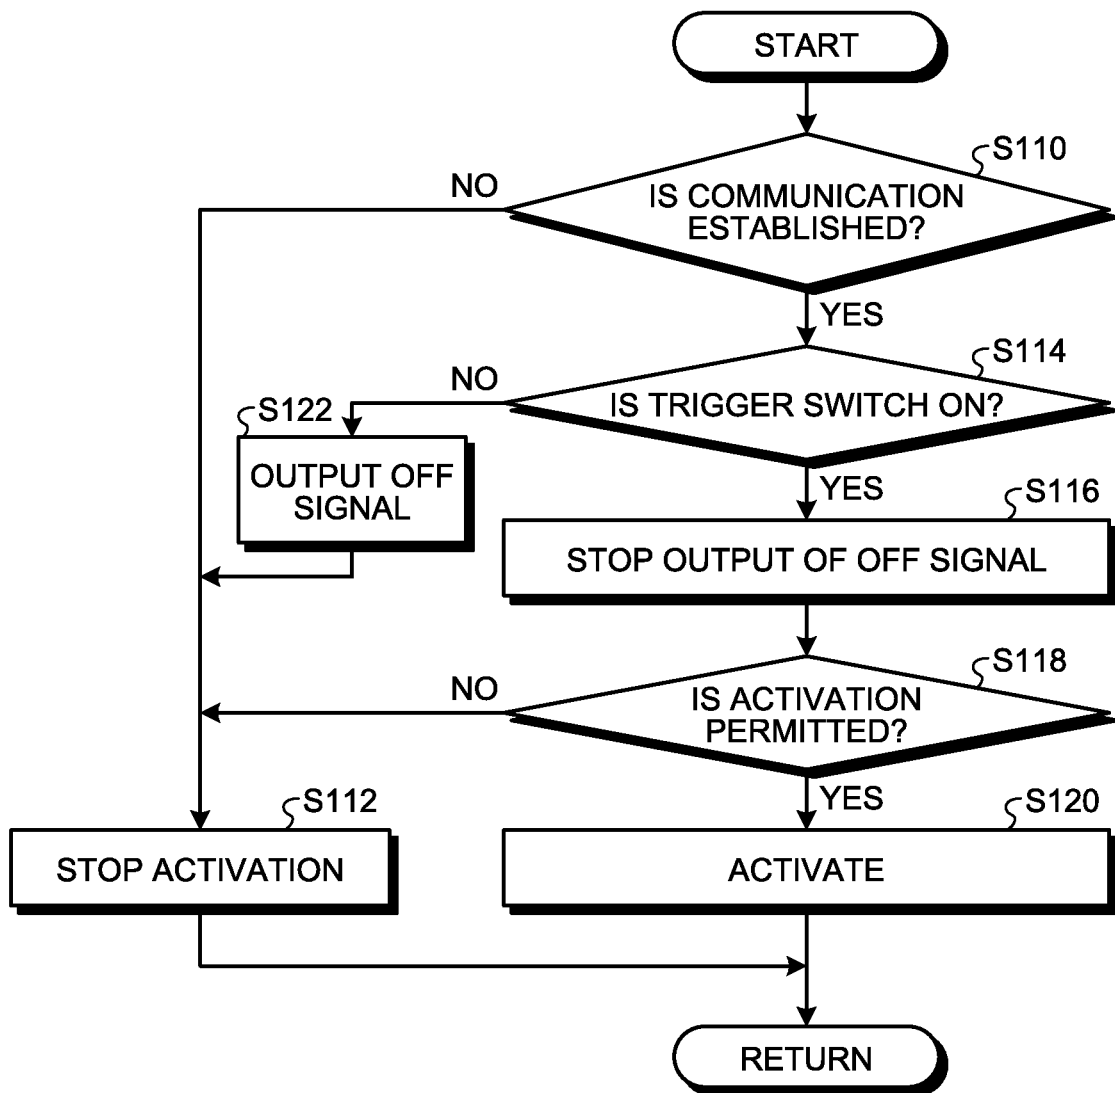 START
S110
NO
IS COMMUNICATION
ESTABLISHED?
YES
S114
NO
IS TRIGGER SWITCH ON?
S122
OUTPUT OFF
SIGNAL
YES
S116
STOP OUTPUT OF OFF SIGNAL
S118
NO
IS ACTIVATION
PERMITTED?
YES
S112
S120
STOP ACTIVATION
ACTIVATE
RETURN